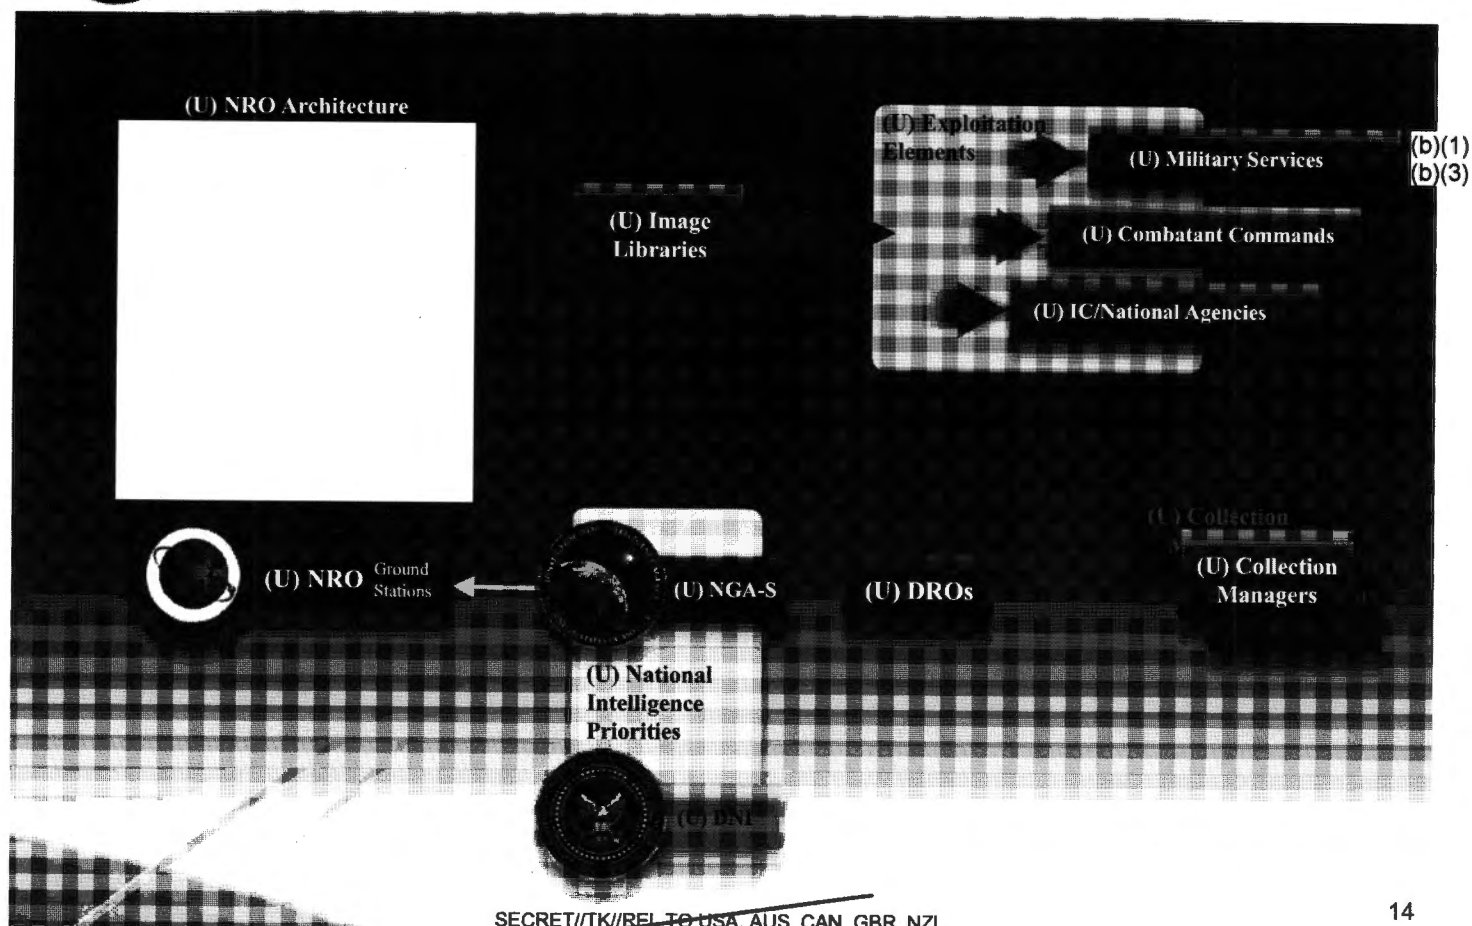 (U) NRO Architecture
(U) Exploitation
Elements
(U) Military Services
(b)(1)
(b)(3)
(U) Image
Libraries
(U) Combatant Commands
(U) IC/National Agencies
(U) Collection
(U) NRO
Ground
Stations
(U) NGA-S
(U) DROs
(U) Collection
Managers
(U) National
Intelligence
Priorities
(U) DNI
SECRET//TK//REL TO USA, AUS, CAN, GBR, NZL
14